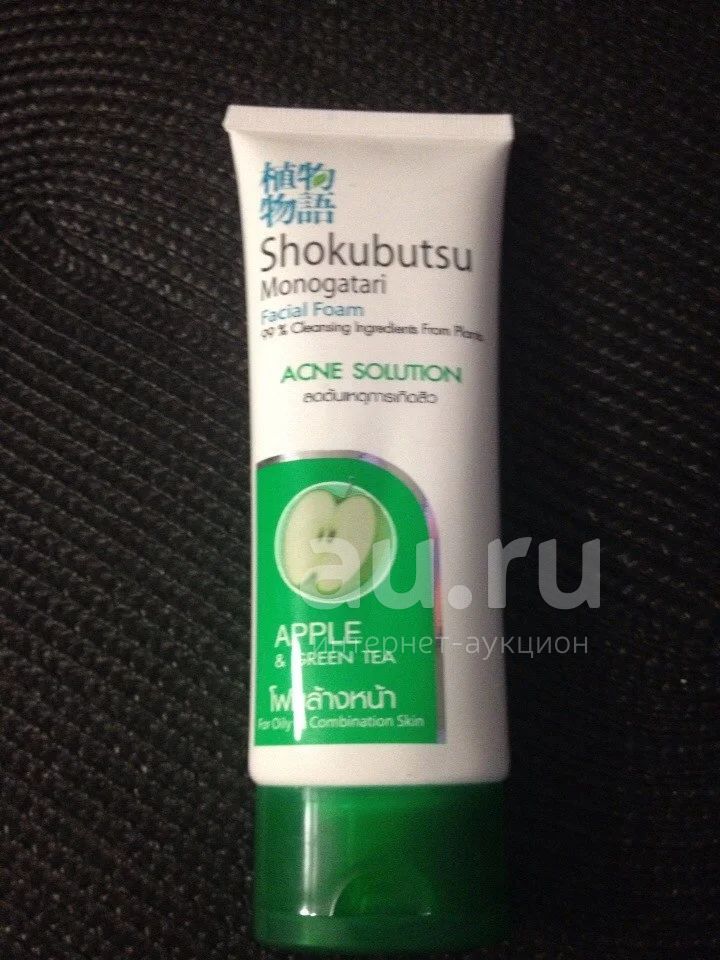 植物
物語
Shokubutsu
Monogatari
Facial Foam
99 % Cleansing Ingredients From Plants
ACNE SOLUTION
ลดต้นเหตุการเกิดสิว
au.ru
интернет-аукцион
APPLE
& GREEN TEA
โฟมล้างหน้า
For Oily & Combination Skin